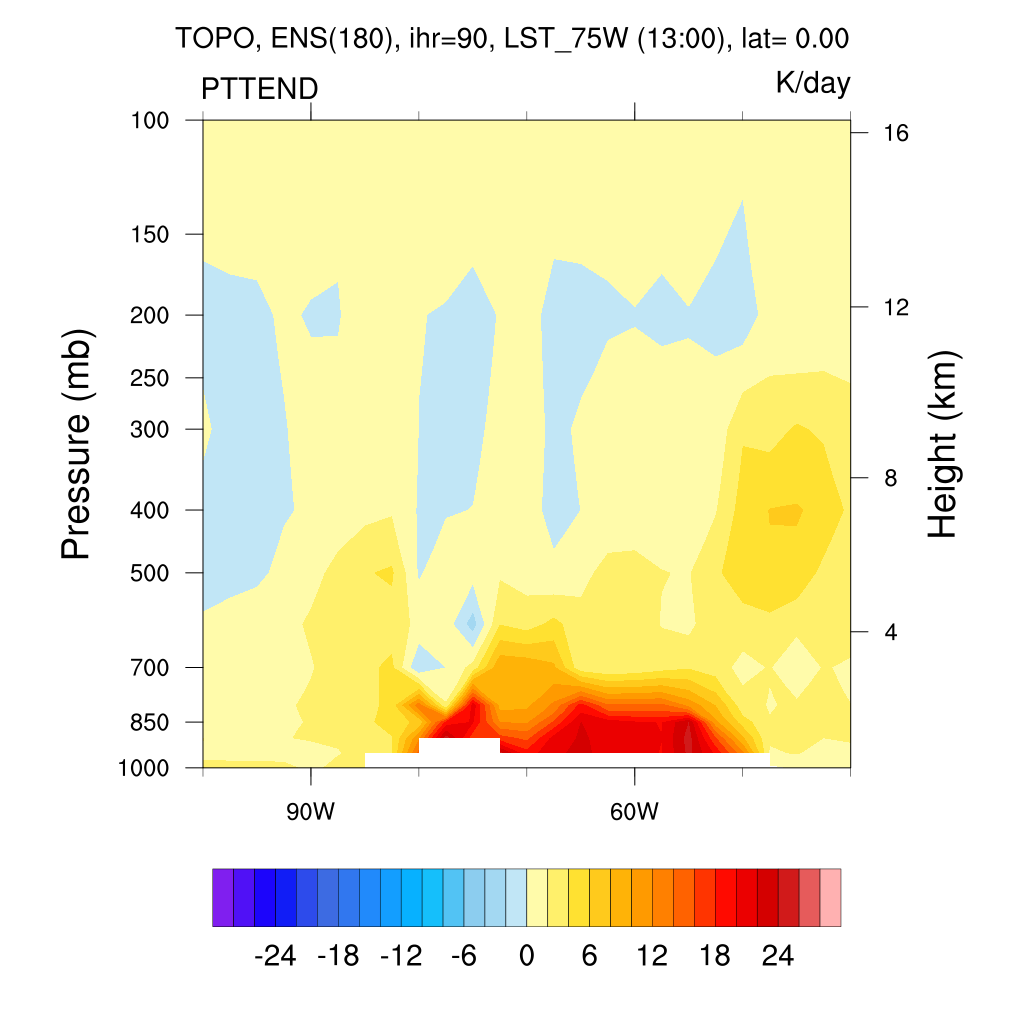 TOPO, ENS(180), ihr=90, LST_75W (13:00), lat= 0.00
PTTEND K/day
100
150
200
250
300
400
500
700
850
1000
Pressure (mb)
16
12
8
4
Height (km)
90W 60W
-24 -18 -12 -6 0 6 12 18 24